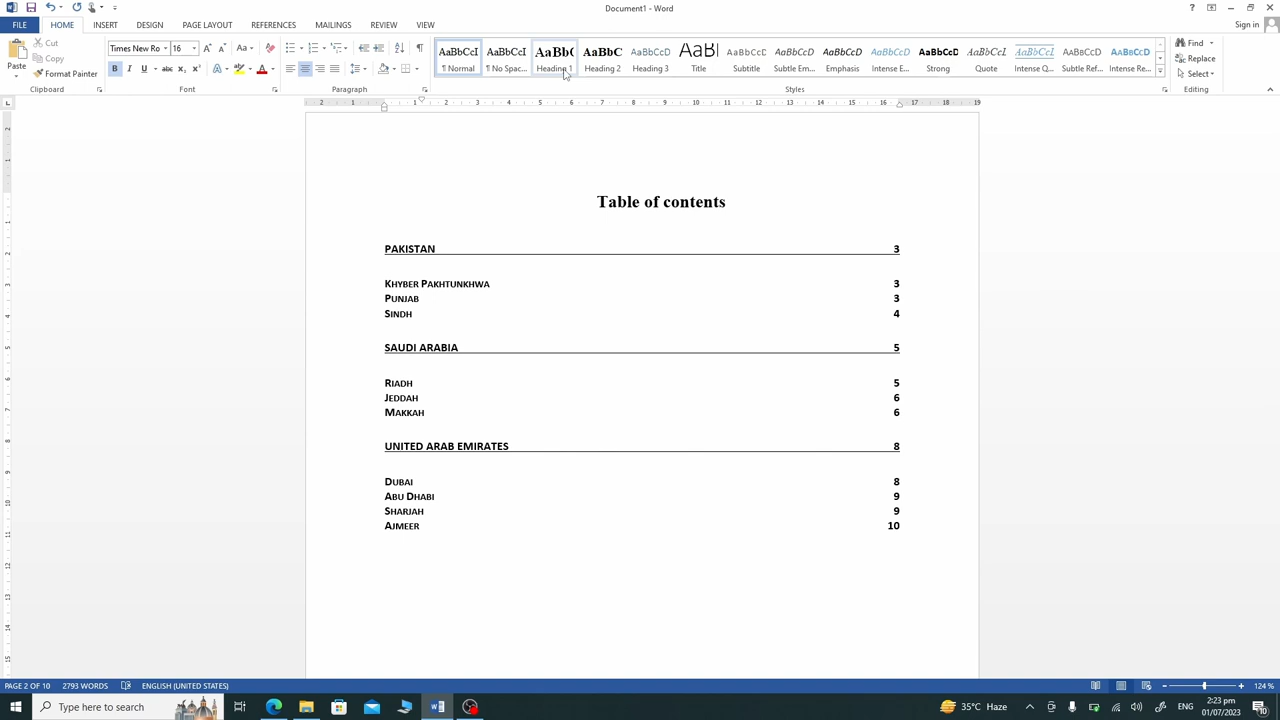 Document1 - Word
Sign in
FILE HOME INSERT DESIGN PAGE LAYOUT REFERENCES MAILINGS REVIEW VIEW
Paste
Cut
Copy
Format Painter
Clipboard
Times New Ro 16
Font
Paragraph
AaBbCcI AaBbCcI AaBb( AaBbC AaBbCcD AaBl AaBbCcD AaBbCcD AaBbCcD AaBbCcD AaBbCcD AaBbCcI AaBbCcI AaBbCcD AaBbCcD
¶ Normal ¶ No Spac... Heading 1 Heading 2 Heading 3 Title Subtitle Subtle Em... Emphasis Intense E... Strong Quote Intense Q... Subtle Ref... Intense Re...
Styles
Find
Replace
Select
Editing
Table of contents
PAKISTAN 3
KHYBER PAKHTUNKHWA 3
PUNJAB 3
SINDH 4
SAUDI ARABIA 5
RIADH 5
JEDDAH 6
MAKKAH 6
UNITED ARAB EMIRATES 8
DUBAI 8
ABU DHABI 9
SHARJAH 9
AJMEER 10
PAGE 2 OF 10 2793 WORDS ENGLISH (UNITED STATES) 124 %
Type here to search
35°C Haze
ENG
2:23 pm
01/07/2023